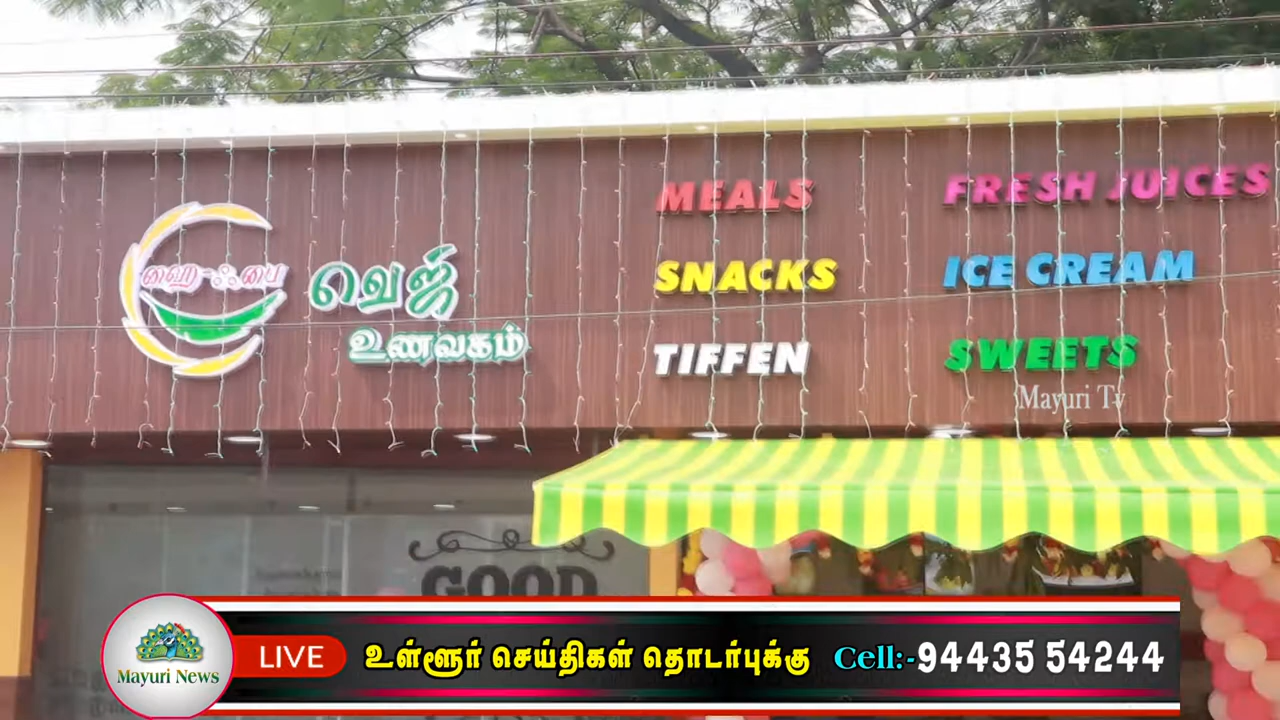 ஹை-ஃபை
வெஜ்
உணவகம்
MEALS
SNACKS
TIFFEN
FRESH JUICES
ICE CREAM
SWEETS
Mayuri Tv
GOOD
Mayuri News
LIVE
உள்ளூர் செய்திகள் தொடர்புக்கு Cell:-94435 54244